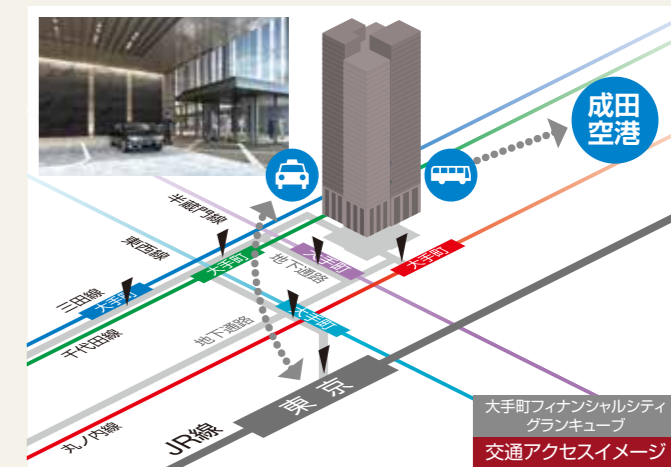 成田
空港
半蔵門線
東西線
三田線
大手町
大手町
大手町
大手町
地下通路
大手町
地下通路
千代田線
丸ノ内線
JR線
東京
大手町フィナンシャルシティ
グランキューブ
交通アクセスイメージ